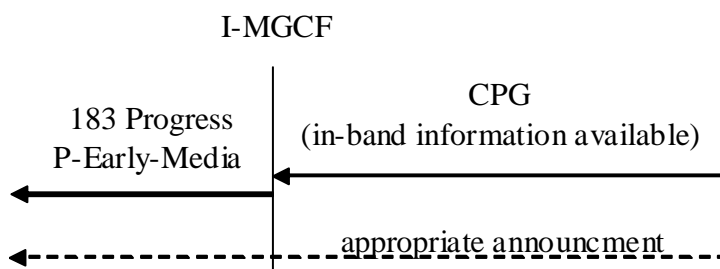 I-MGCF
183 Progress
P-Early-Media
CPG
(in-band information available)
appropriate announcment